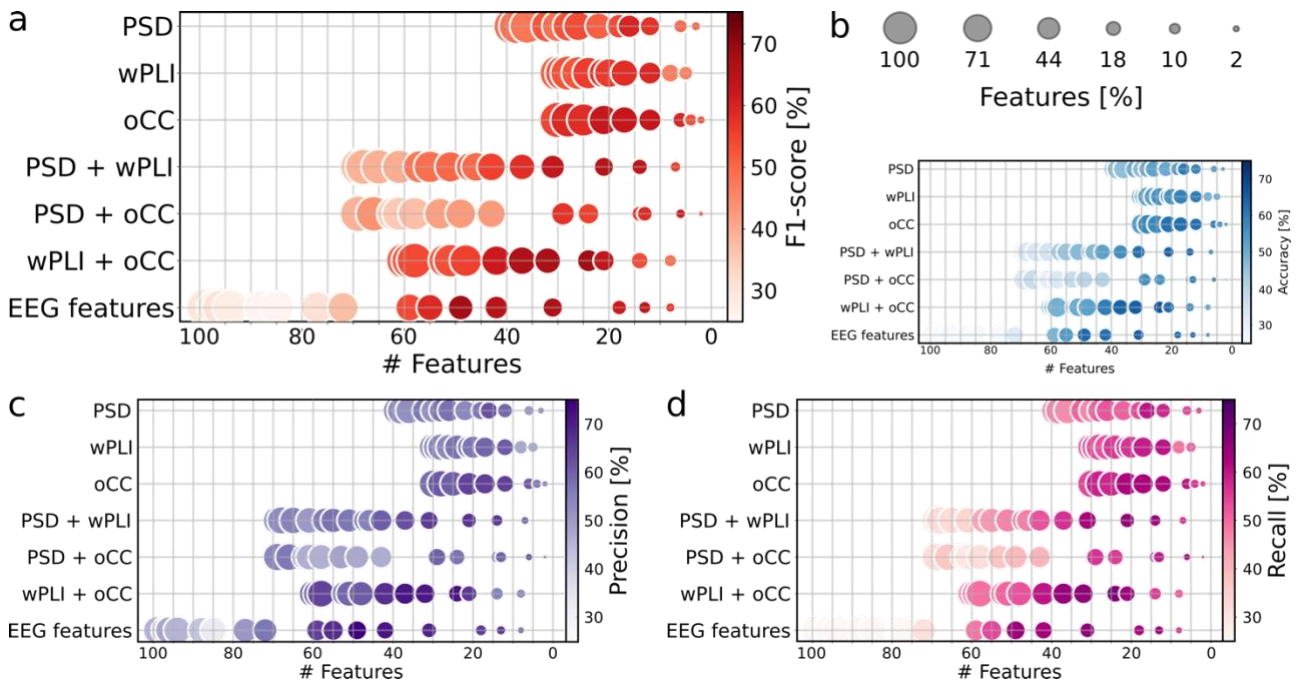 a
PSD
wPLI
oCC
PSD + wPLI
PSD + oCC
wPLI + oCC
EEG features
100 80 60 40 20 0
# Features
70
60
50
40
30
F1-score [%]
b
100 71 44 18 10 2
Features [%]
PSD
wPLI
oCC
PSD + wPLI
PSD + oCC
wPLI + oCC
EEG features
100 80 60 40 20 0
# Features
70
60
50
40
30
Accuracy [%]
c
PSD
wPLI
oCC
PSD + wPLI
PSD + oCC
wPLI + oCC
EEG features
100 80 60 40 20 0
# Features
70
60
50
40
30
Precision [%]
d
PSD
wPLI
oCC
PSD + wPLI
PSD + oCC
wPLI + oCC
EEG features
100 80 60 40 20 0
# Features
70
60
50
40
30
Recall [%]